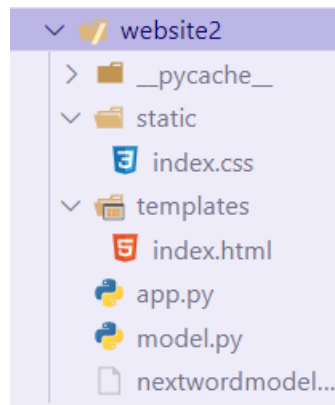 website2
__pycache__
static
index.css
templates
index.html
app.py
model.py
nextwordmodel...